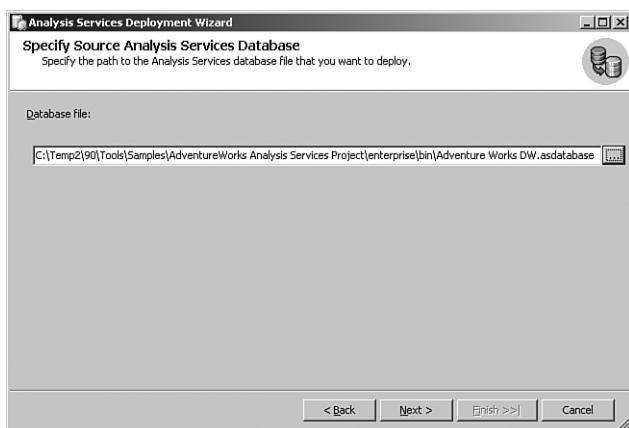 Analysis Services Deployment Wizard
Specify Source Analysis Services Database
Specify the path to the Analysis Services database file that you want to deploy.
Database file:
C:\Temp2\90\Tools\Samples\AdventureWorks Analysis Services Project\enterprise\bin\Adventure Works DW.asdatabase ...
< Back Next > Finish >>| Cancel